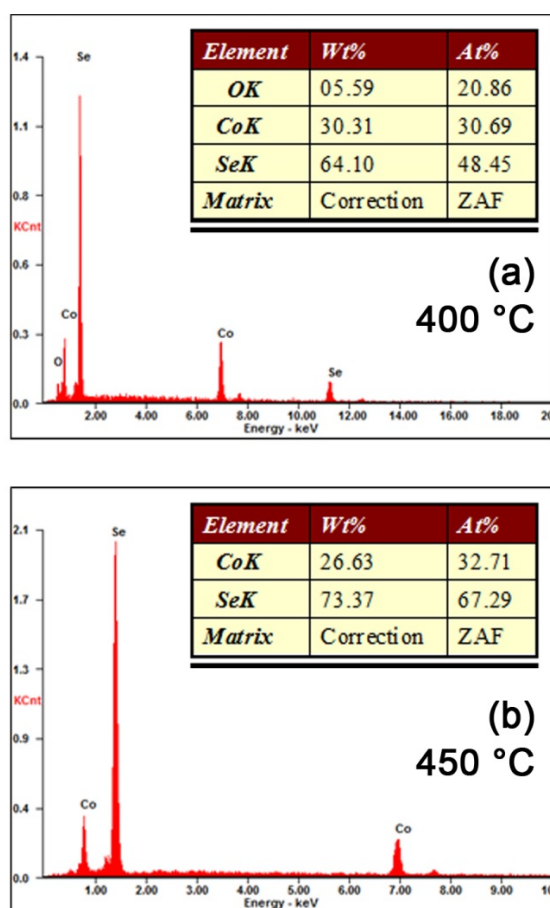 Element Wt% At%
OK 05.59 20.86
CoK 30.31 30.69
SeK 64.10 48.45
Matrix Correction ZAF
(a)
400 °C
1.4
1.1
0.8
KCnt
0.6
0.3
0.0
Se
Co
O
Co
Se
2.00 4.00 6.00 8.00 10.00 12.00 14.00 16.00 18.00 20
Energy - keV
Element Wt% At%
CoK 26.63 32.71
SeK 73.37 67.29
Matrix Correction ZAF
(b)
450 °C
2.1
1.7
1.3
KCnt
0.9
0.4
0.0
Se
Co
Co
1.00 2.00 3.00 4.00 5.00 6.00 7.00 8.00 9.00 10
Energy - keV